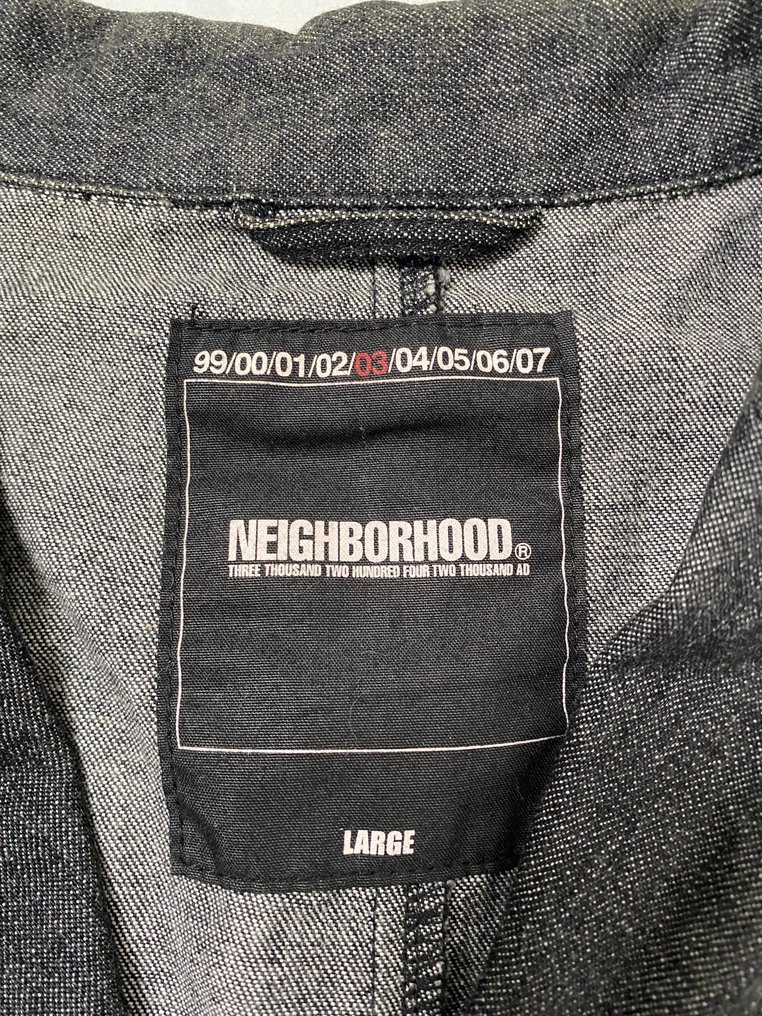 99/00/01/02/03/04/05/06/07
NEIGHBORHOOD®
THREE THOUSAND TWO HUNDRED FOUR TWO THOUSAND AD
LARGE